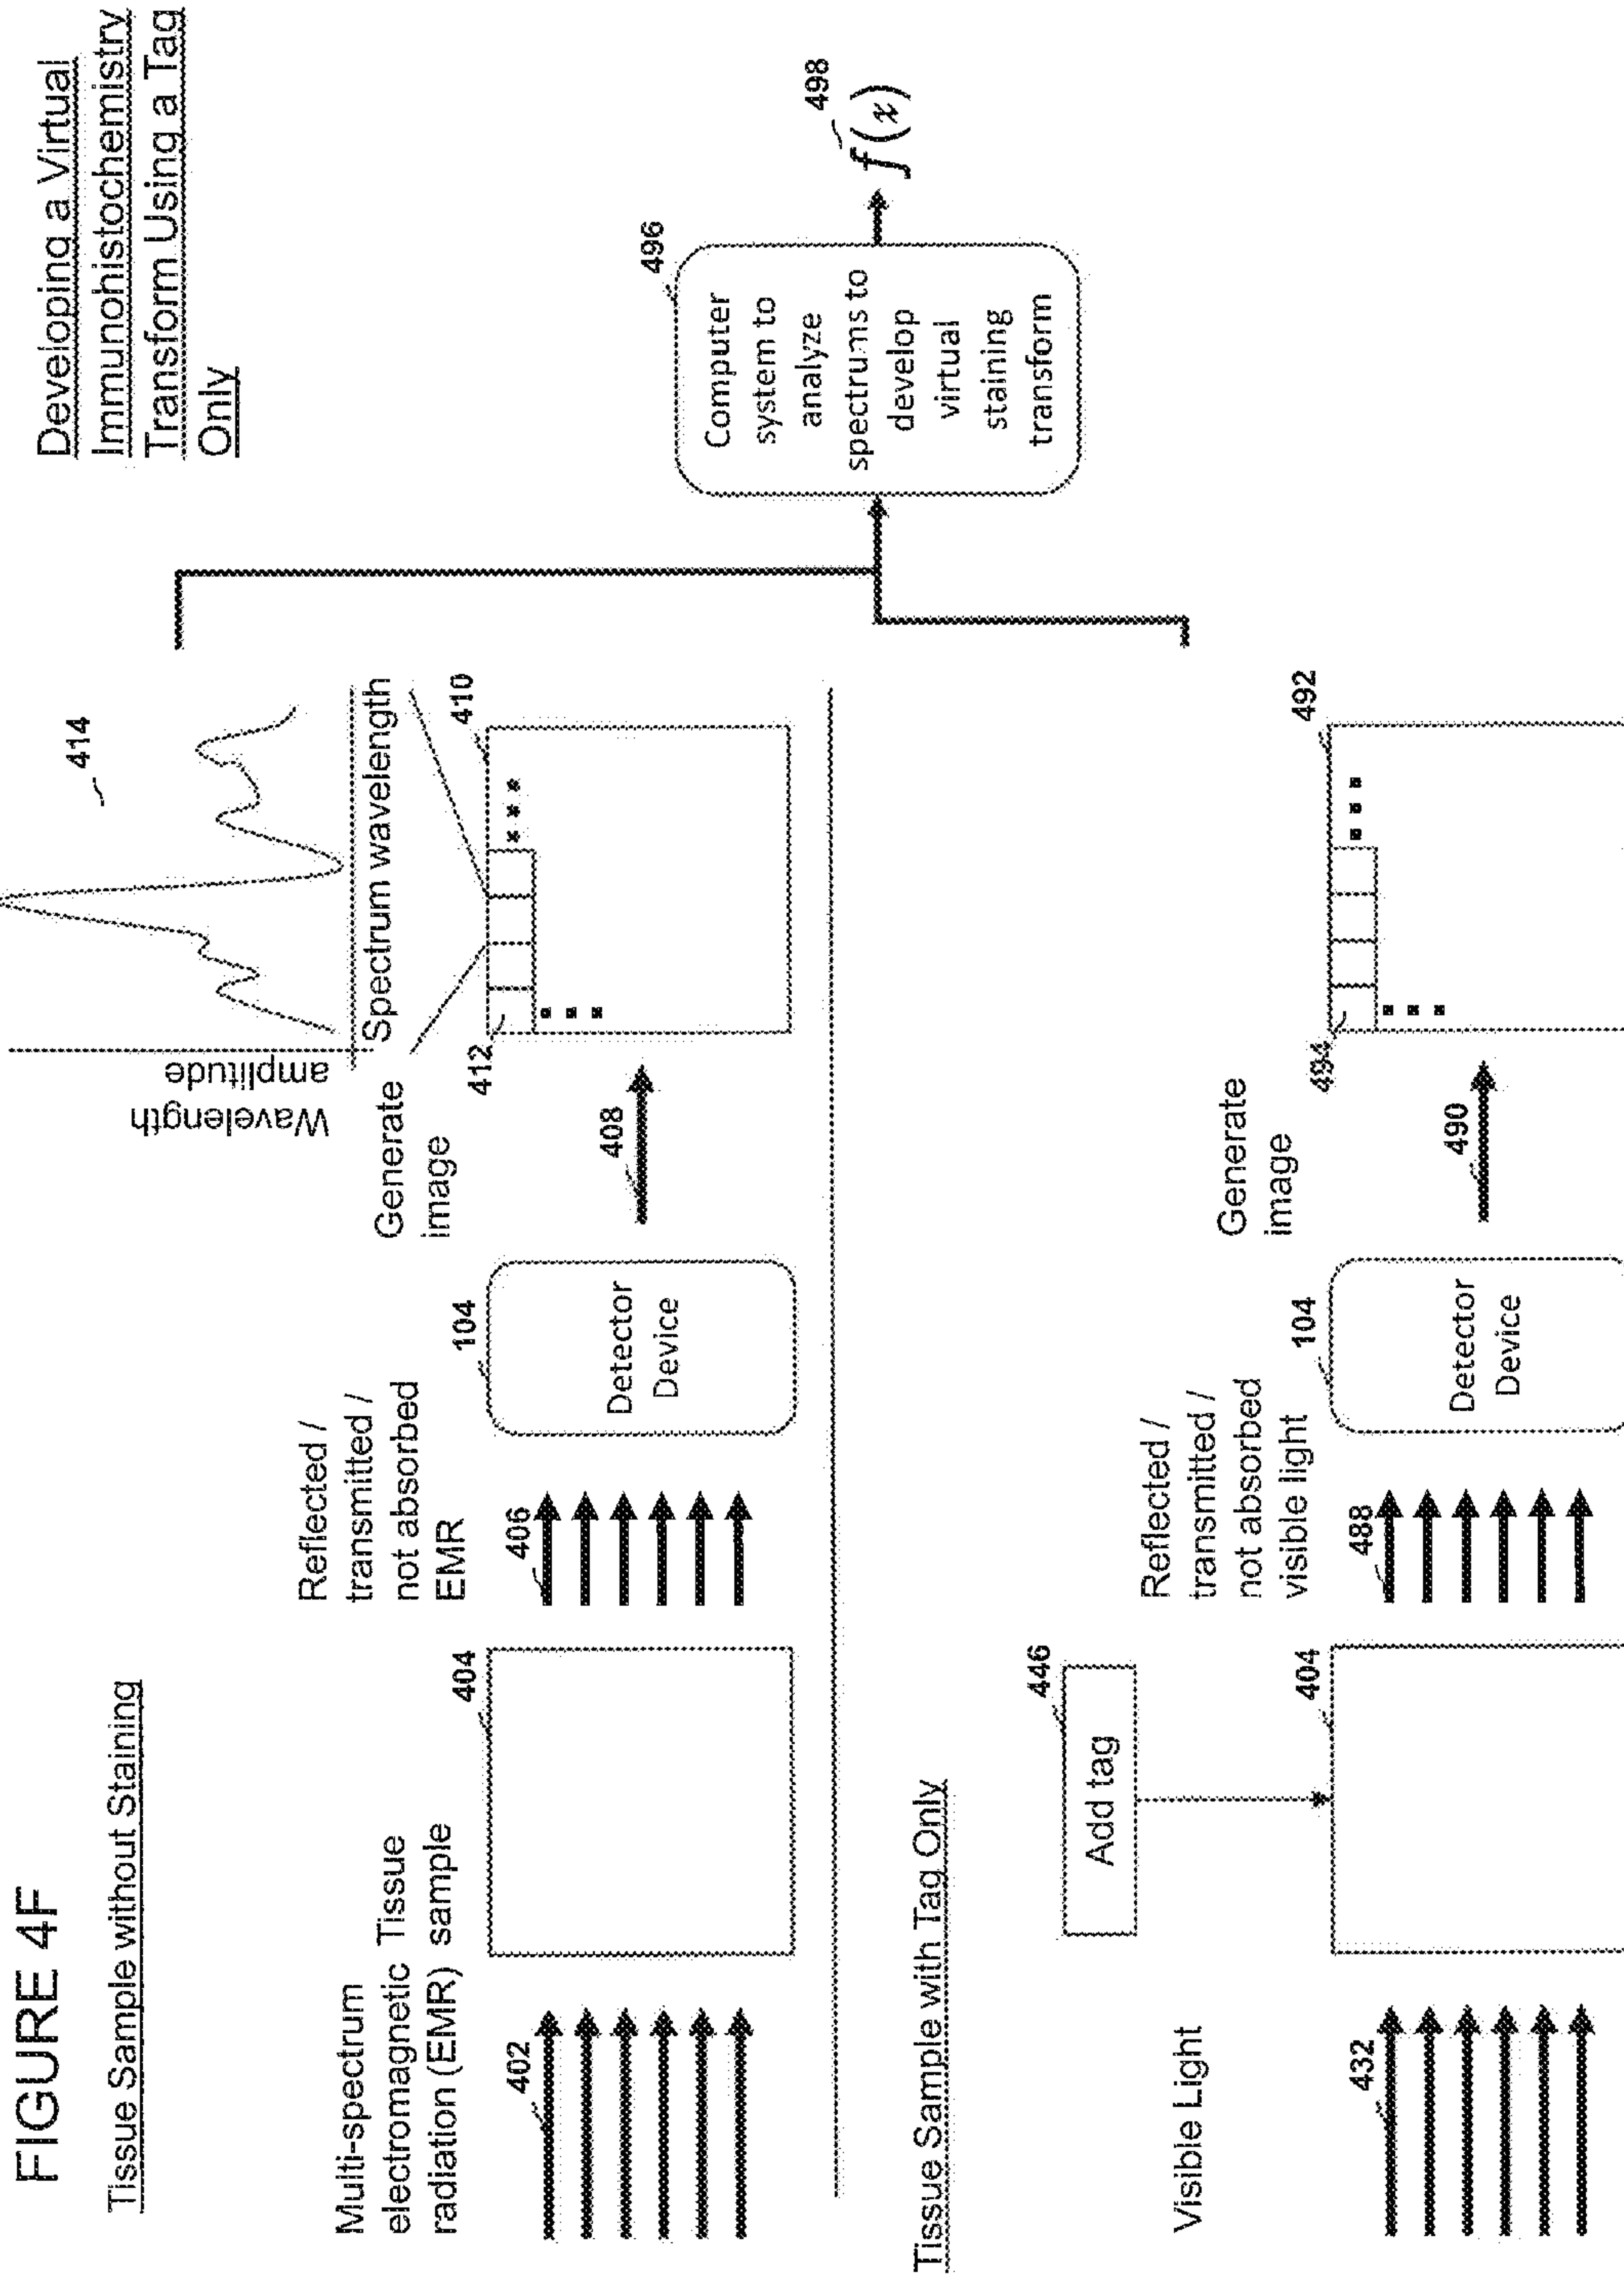 FIGURE 4F
Developing a Virtual
Immunohistochemistry
Transform Using a Tag
Only
Tissue Sample without Staining
414
Wavelength
amplitude
Spectrum wavelength
Multi-spectrum
electromagnetic
radiation (EMR)
402
Tissue
sample
404
Reflected /
transmitted /
not absorbed
EMR
406
104
Detector
Device
Generate
image
408
412
410
496
Computer
system to
analyze
spectrums to
develop
virtual
staining
transform
498
f(x)
Tissue Sample with Tag Only
Visible Light
432
446
Add tag
404
Reflected /
transmitted /
not absorbed
visible light
488
104
Detector
Device
Generate
image
490
494
492